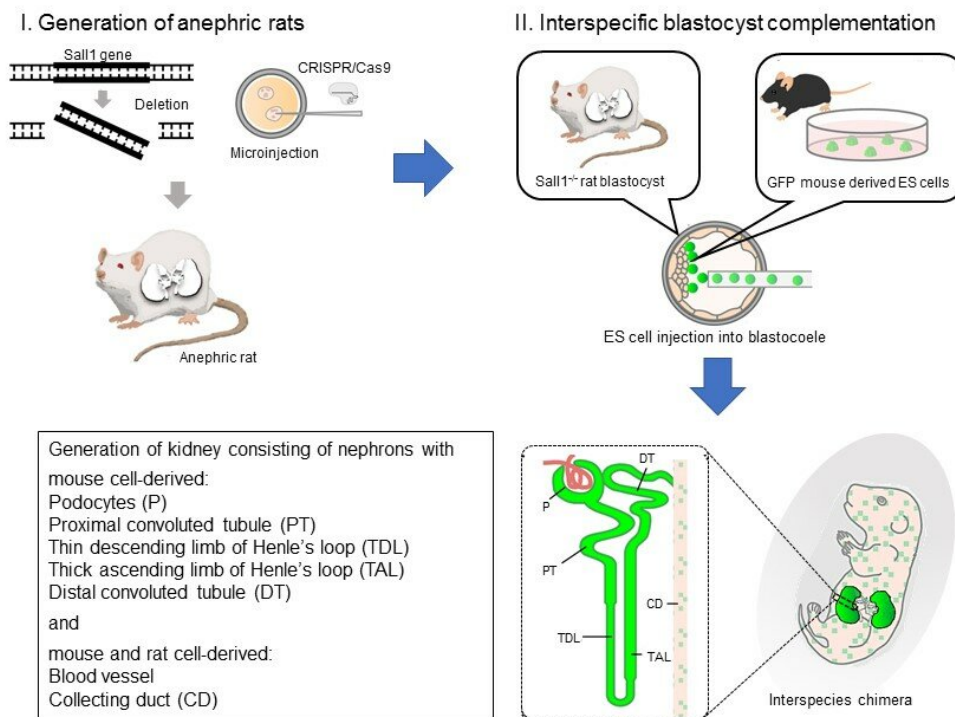 I. Generation of anephric rats
Sall1 gene
Deletion
CRISPR/Cas9
Microinjection
Anephric rat
II. Interspecific blastocyst complementation
Sall1-/- rat blastocyst
GFP mouse derived ES cells
ES cell injection into blastocoele
Generation of kidney consisting of nephrons with
mouse cell-derived:
Podocytes (P)
Proximal convoluted tubule (PT)
Thin descending limb of Henle's loop (TDL)
Thick ascending limb of Henle's loop (TAL)
Distal convoluted tubule (DT)
and
mouse and rat cell-derived:
Blood vessel
Collecting duct (CD)
DT
P
PT
CD
TDL
TAL
Interspecies chimera